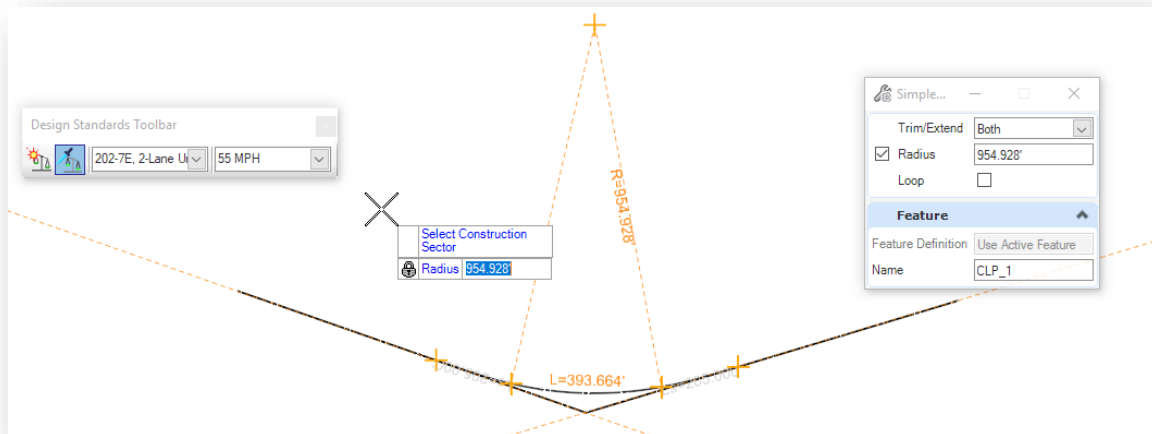 Design Standards Toolbar
202-7E, 2-Lane Ur
55 MPH
Select Construction
Sector
Radius 954.928'
R=954.928'
L=393.664'
Simple...
Trim/Extend Both
Radius 954.928'
Loop
Feature
Feature Definition Use Active Feature
Name CLP_1